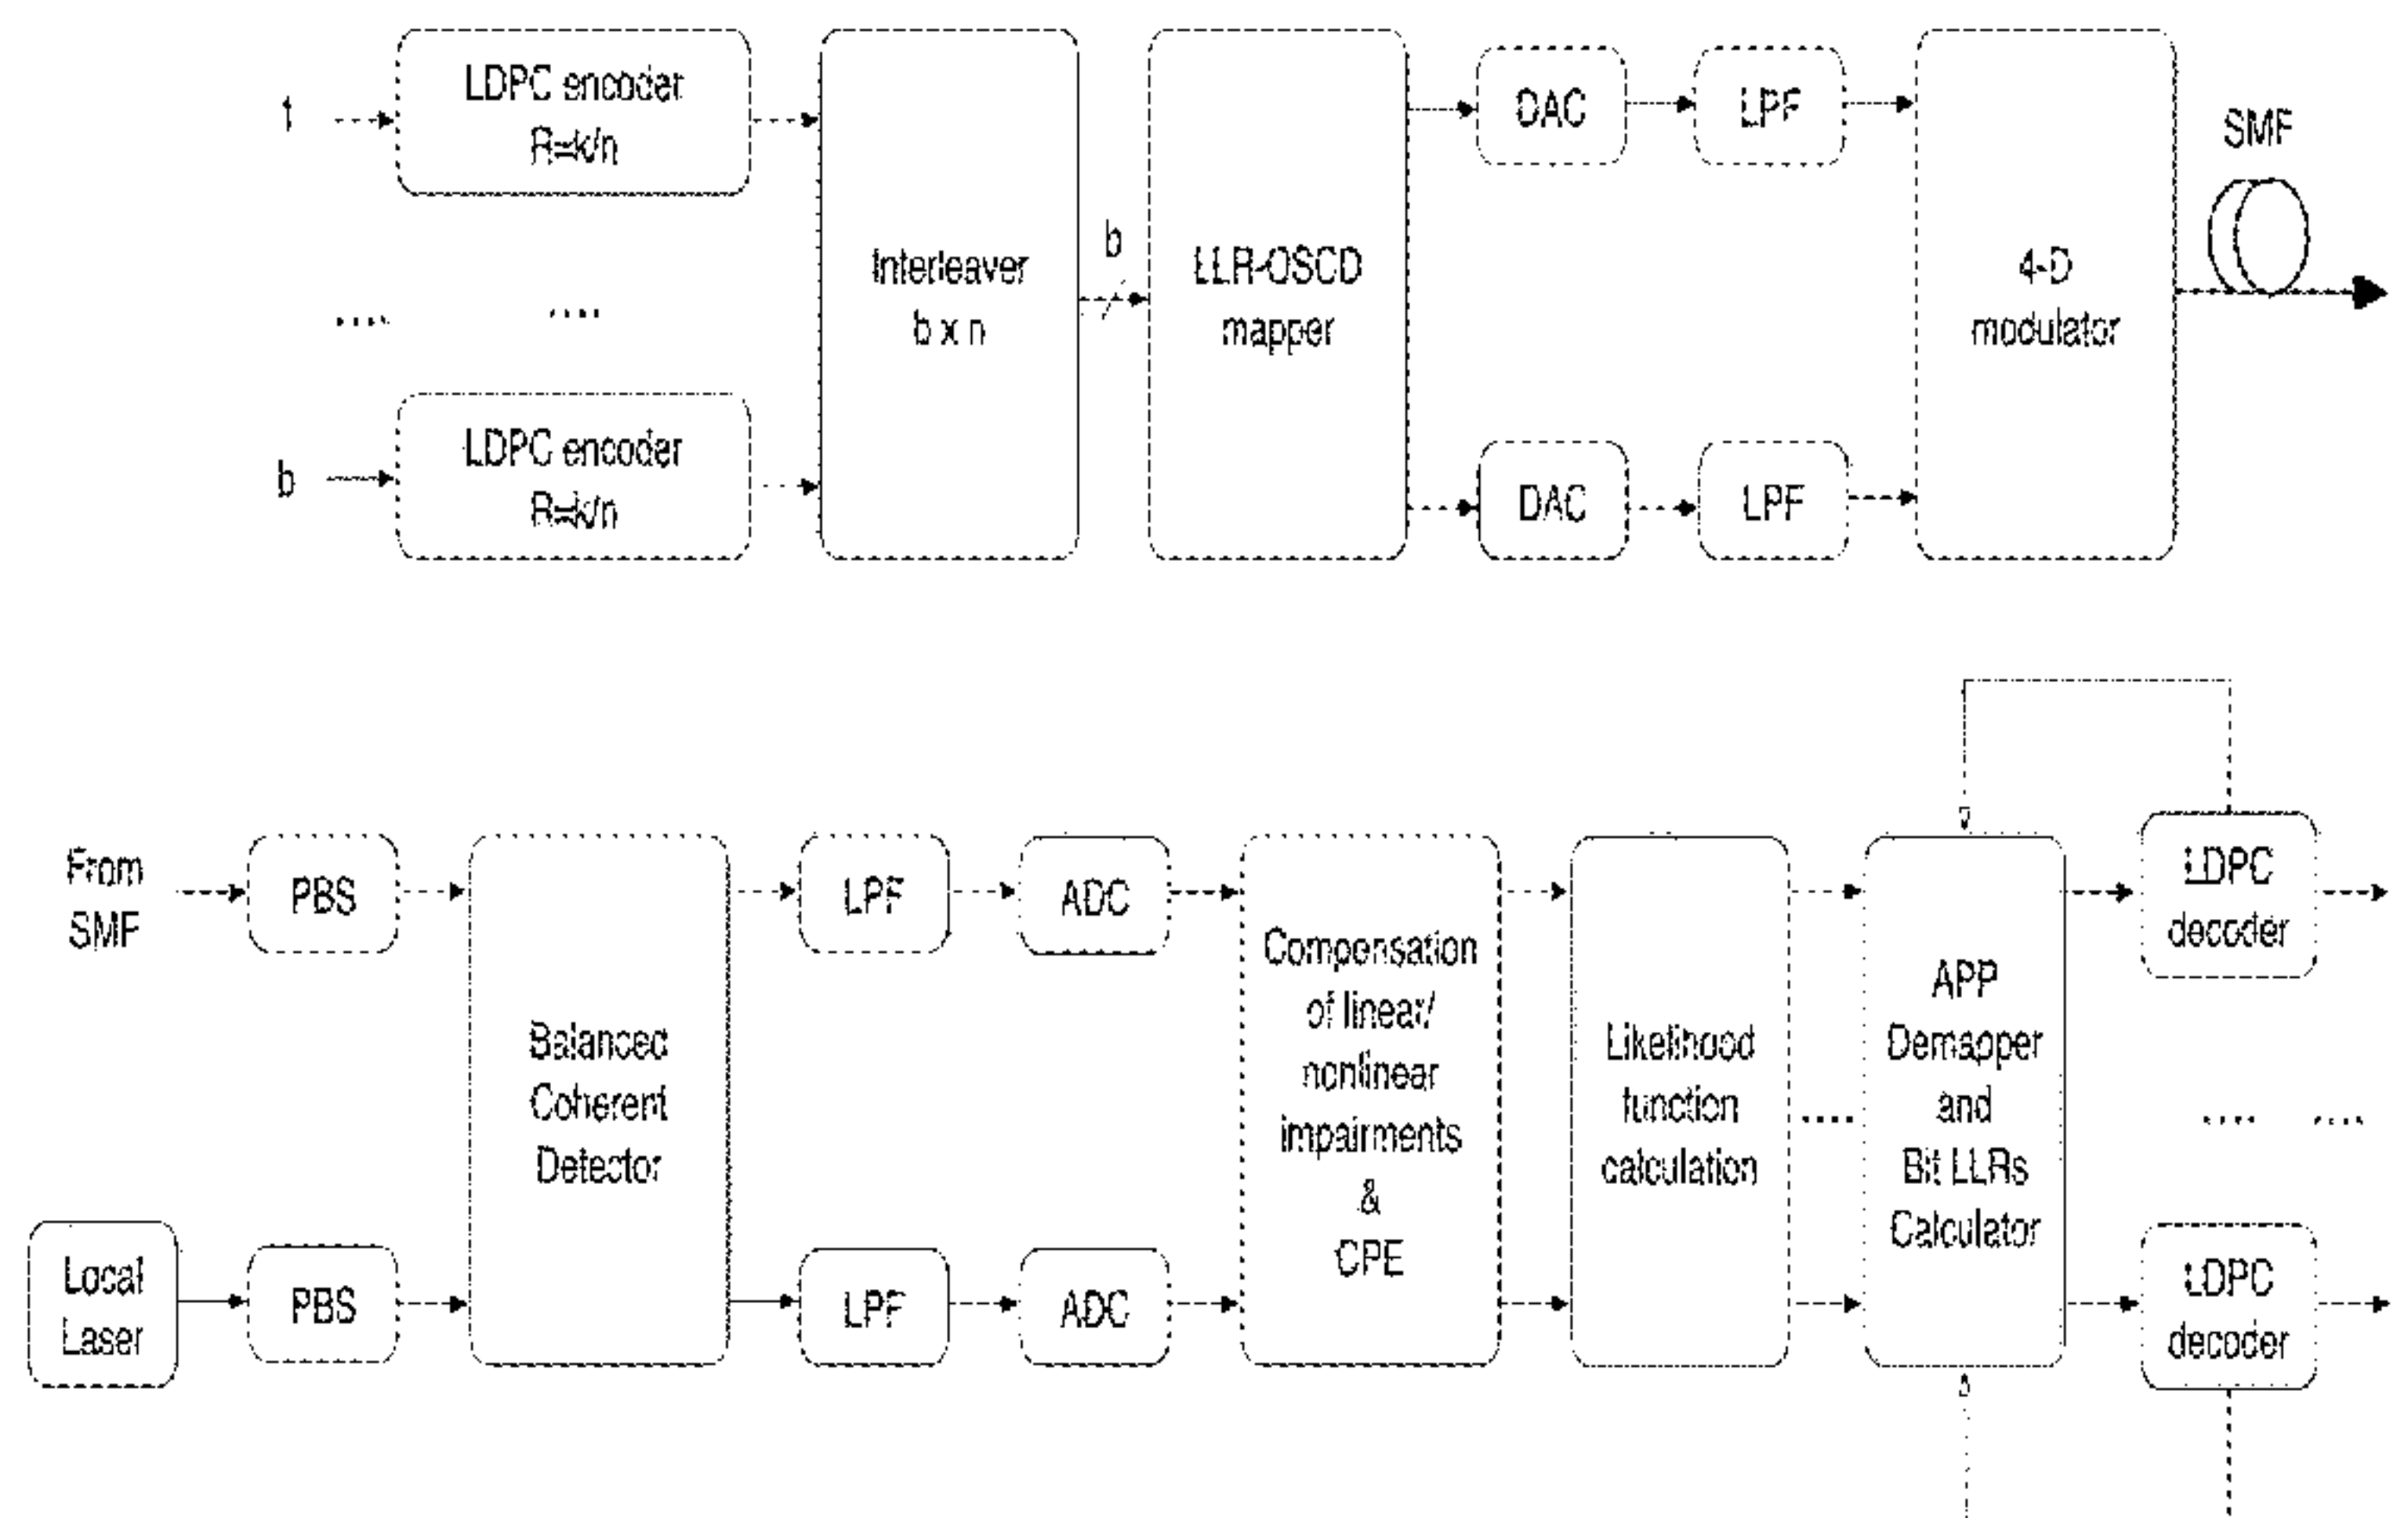 1
LDPC encoder
R=k/n
....
....
b
LDPC encoder
R=k/n
Interleaver
b x n
b
LLR-OSCD
mapper
DAC
LPF
DAC
LPF
4-D
modulator
SMF
From
SMF
PBS
Local
Laser
PBS
Balanced
Coherent
Detector
LPF
ADC
LPF
ADC
Compensation
of linear/
nonlinear
impairments
&
CPE
Likelihood
function
calculation
....
APP
Demapper
and
Bit LLRs
Calculator
LDPC
decoder
....
....
LDPC
decoder